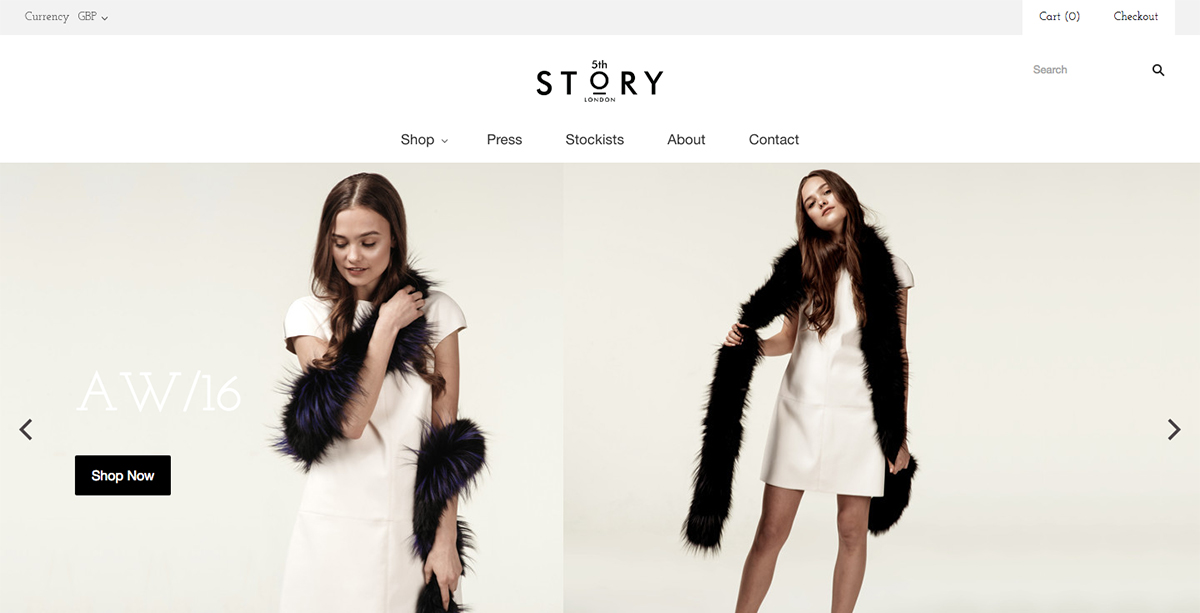 Currency GBP
Cart (0) Checkout
5th
STORY
LONDON
Search
Shop Press Stockists About Contact
AW/16
Shop Now